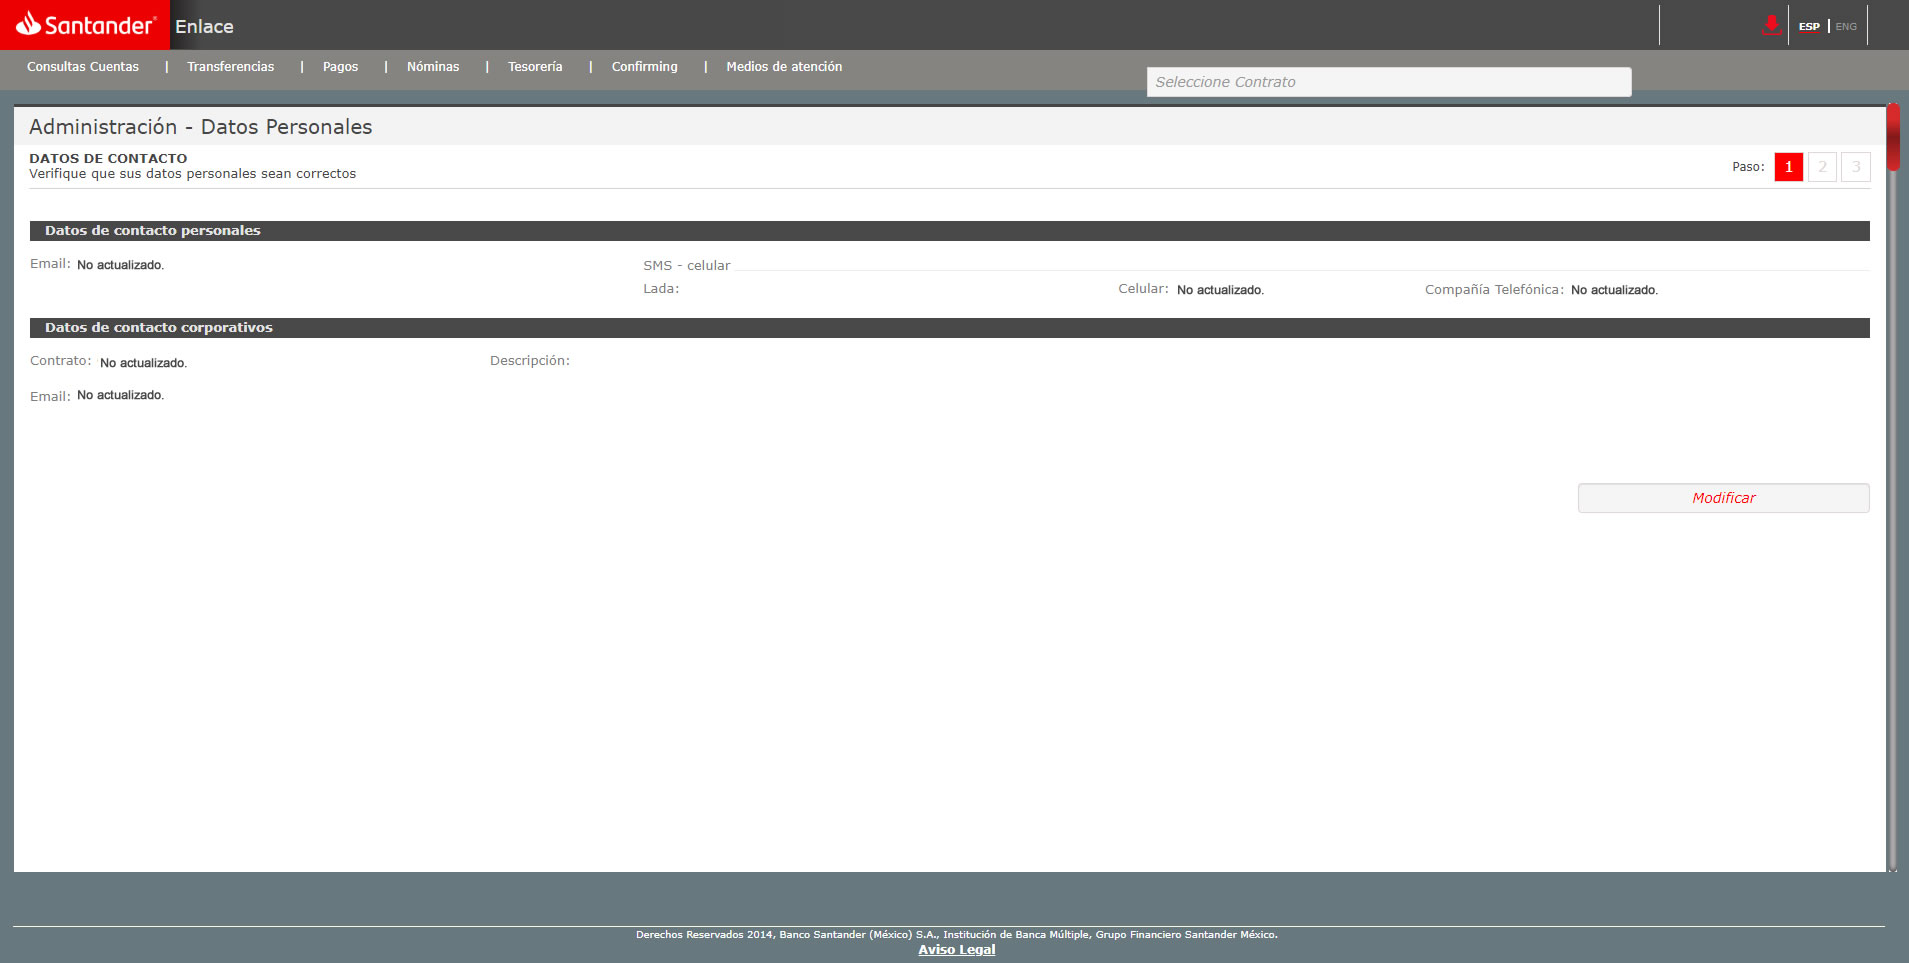 Santander® Enlace ESP | ENG
Consultas Cuentas | Transferencias | Pagos | Nóminas | Tesorería | Confirming | Medios de atención
Seleccione Contrato
Administración - Datos Personales
DATOS DE CONTACTO
Verifique que sus datos personales sean correctos
Paso: 1 2 3
Datos de contacto personales
Email: No actualizado.
SMS - celular
Lada: Celular: No actualizado. Compañía Telefónica: No actualizado.
Datos de contacto corporativos
Contrato: No actualizado. Descripción:
Email: No actualizado.
Modificar
Derechos Reservados 2014, Banco Santander (México) S.A., Institución de Banca Múltiple, Grupo Financiero Santander México.
Aviso Legal